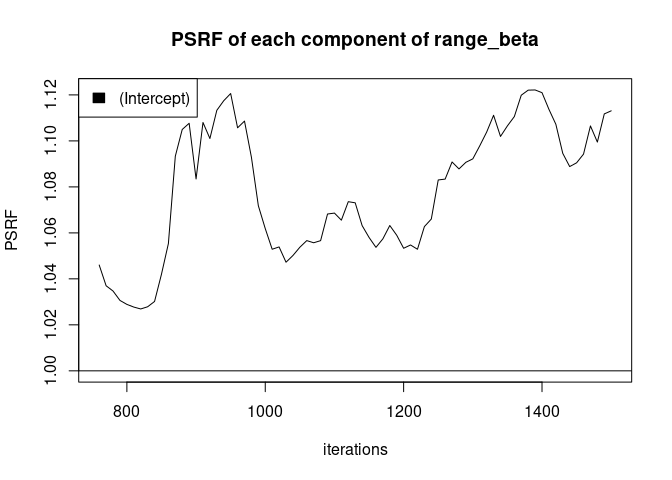 PSRF of each component of range_beta
(Intercept)
PSRF
1.12
1.10
1.08
1.06
1.04
1.02
1.00
800 1000 1200 1400
iterations